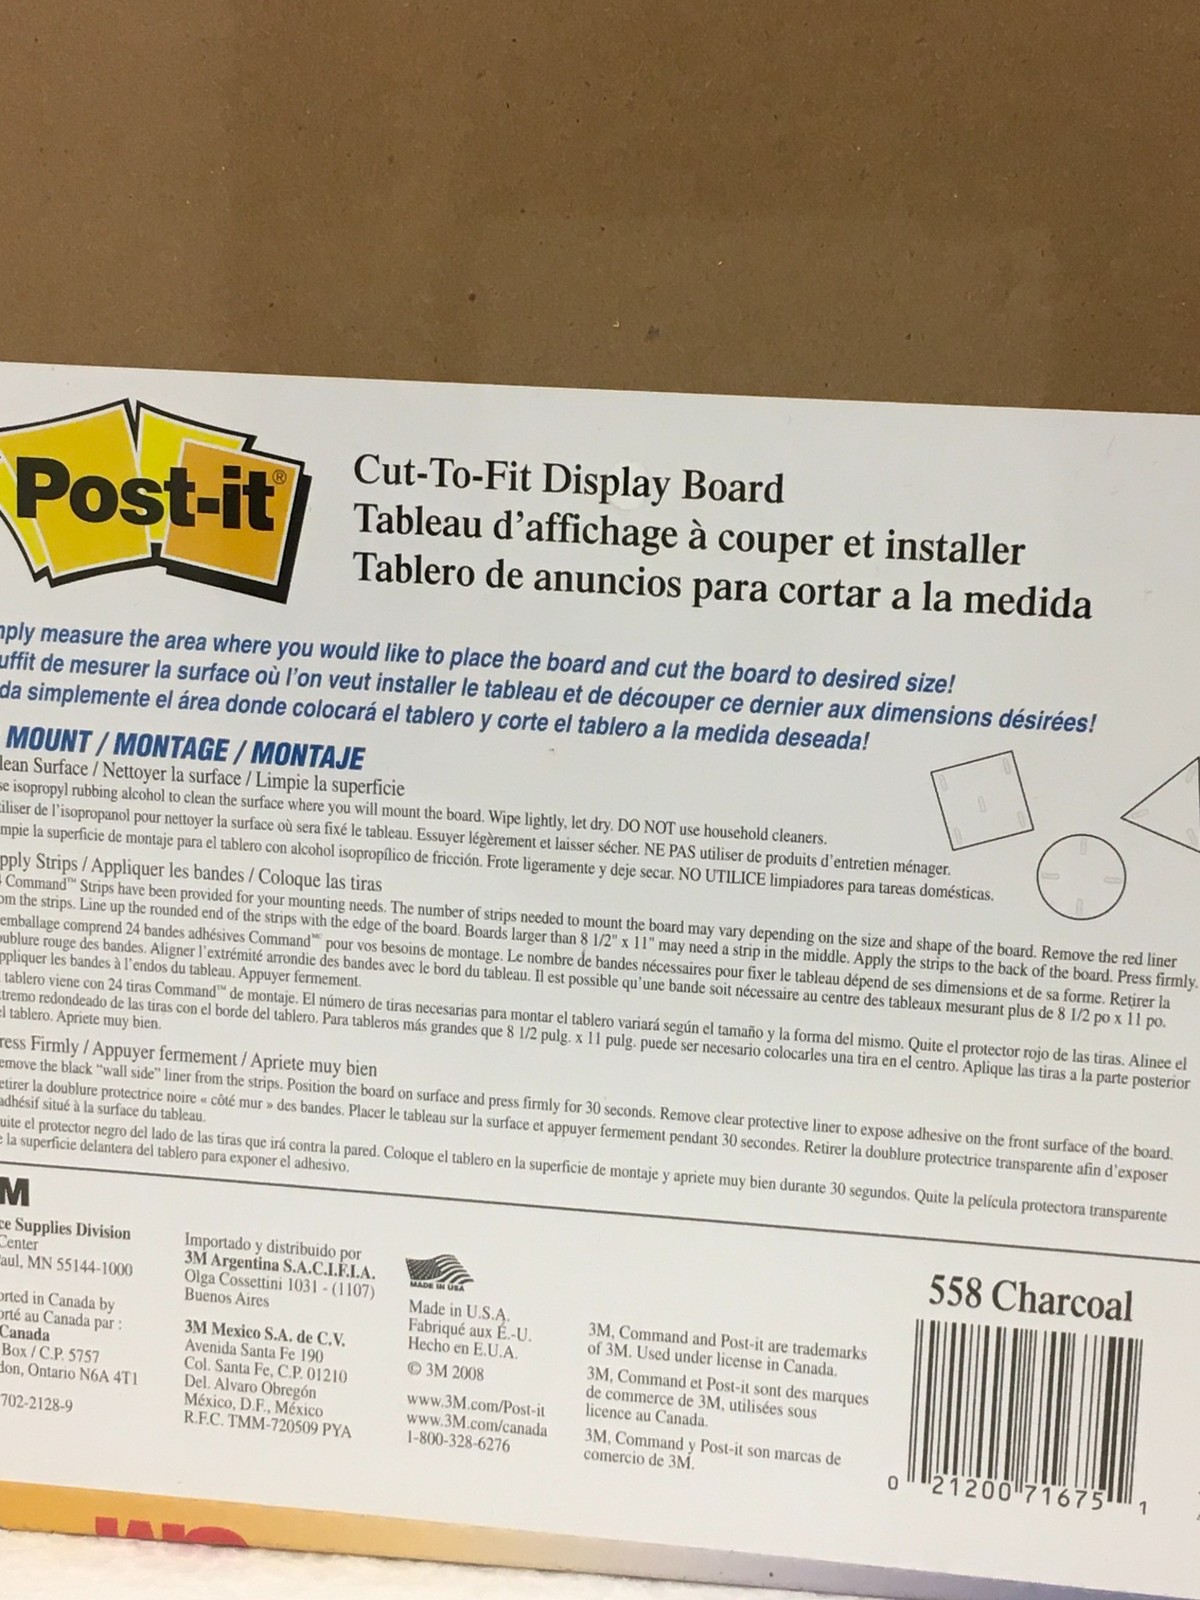 Post-it®
Cut-To-Fit Display Board
Tableau d'affichage à couper et installer
Tablero de anuncios para cortar a la medida
measure the area where you would like to place the board and cut the board to desired size!
de mesurer la surface où l'on veut installer le tableau et de découper ce dernier aux dimensions désirées!
simplemente el área donde colocará el tablero y corte el tablero a la medida deseada!
MOUNT / MONTAGE / MONTAJE
Surface / Nettoyer la surface / Limpie la superficie
isopropyl rubbing alcohol to clean the surface where you will mount the board. Wipe lightly, let dry. DO NOT use household cleaners.
de l'isopropanol pour nettoyer la surface où sera fixé le tableau. Essuyer légèrement et laisser sécher. NE PAS utiliser de produits d'entretien ménager.
la superficie de montaje para el tablero con alcohol isopropílico de fricción. Frote ligeramente y deje secar. NO UTILICE limpiadores para tareas domésticas.
Strips / Appliquer les bandes / Coloque las tiras
Command™ Strips have been provided for your mounting needs. The number of strips needed to mount the board may vary depending on the size and shape of the board. Remove the red liner
the strips. Line up the rounded end of the strips with the edge of the board. Boards larger than 8 1/2" x 11" may need a strip in the middle. Apply the strips to the back of the board. Press firmly.
comprend 24 bandes adhésives Command™ pour vos besoins de montage. Le nombre de bandes nécessaires pour fixer le tableau dépend de ses dimensions et de sa forme. Retirer la
rouge des bandes. Aligner l'extrémité arrondie des bandes avec le bord du tableau. Il est possible qu'une bande soit nécessaire au centre des tableaux mesurant plus de 8 1/2 po x 11 po.
les bandes à l'endos du tableau. Appuyer fermement.
tablero viene con 24 tiras Command™ de montaje. El número de tiras necesarias para montar el tablero variará según el tamaño y la forma del mismo. Quite el protector rojo de las tiras. Alinee el
redondeado de las tiras con el borde del tablero. Para tableros más grandes que 8 1/2 pulg. x 11 pulg. puede ser necesario colocarles una tira en el centro. Aplique las tiras a la parte posterior
tablero. Apriete muy bien.
Firmly / Appuyer fermement / Apriete muy bien
the black "wall side" liner from the strips. Position the board on surface and press firmly for 30 seconds. Remove clear protective liner to expose adhesive on the front surface of the board.
la doublure protectrice noire « côté mur » des bandes. Placer le tableau sur la surface et appuyer fermement pendant 30 secondes. Retirer la doublure protectrice transparente afin d'exposer
situé à la surface du tableau.
el protector negro del lado de las tiras que irá contra la pared. Coloque el tablero en la superficie de montaje y apriete muy bien durante 30 segundos. Quite la película protectora transparente
la superficie delantera del tablero para exponer el adhesivo.
Supplies Division
Center
MN 55144-1000
in Canada by
au Canada par :
Canada
Box / C.P. 5757
Ontario N6A 4T1
702-2128-9
Importado y distribuido por
3M Argentina S.A.C.I.F.I.A.
Olga Cossettini 1031 - (1107)
Buenos Aires
3M Mexico S.A. de C.V.
Avenida Santa Fe 190
Col. Santa Fe, C.P. 01210
Del. Alvaro Obregón
México, D.F., México
R.F.C. TMM-720509 PYA
MADE IN USA
Made in U.S.A.
Fabriqué aux É.-U.
Hecho en E.U.A.
© 3M 2008
www.3M.com/Post-it
www.3M.com/canada
1-800-328-6276
3M, Command and Post-it are trademarks
of 3M. Used under license in Canada.
3M, Command et Post-it sont des marques
de commerce de 3M, utilisées sous
licence au Canada.
3M, Command y Post-it son marcas de
comercio de 3M.
558 Charcoal
0 21200 71675 1